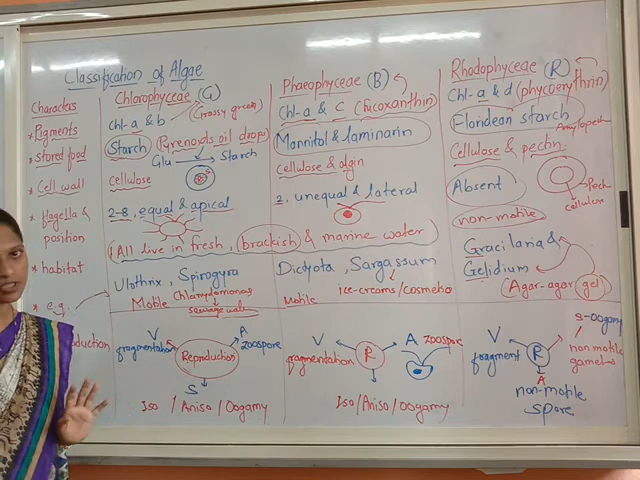 Classification of Algae
Characters
* Pigments
* stored food
* Cell wall
* flagella &
position
* habitat
* e.g.
Chlorophyceae (G)
(Grassy green)
chl-a & b
Starch (Pyrenoids oil drops)
Glu → Starch
Cellulose
2-8, equal & apical
(All live in fresh, brackish & marine water)
Ulothrix, Spirogyra
Motile Chlamydomonas
→ sewage
V
fragmentation
Reproduction
A
zoospore
S
Iso / Aniso / Oogamy
Phaeophyceae (B)
Chl-a & c (fucoxanthin)
Mannitol & laminarin
Cellulose & algin
2, unequal & lateral
Dictyota, Sargassum
Motile
ice-creams/cosmetic
V
fragmentation
R
A zoospore
Iso/Aniso/oogamy
Rhodophyceae (R)
Chl-a & d (phycoerythrin)
Floridean starch
Amylopectin
Cellulose & pectin
Absent
Pect
cellulose
non-motile
Gracilaria &
Gelidium
(Agar-agar gel)
V
fragment
R
S-oogamy
non motile
gametes
A
non-motile
spore